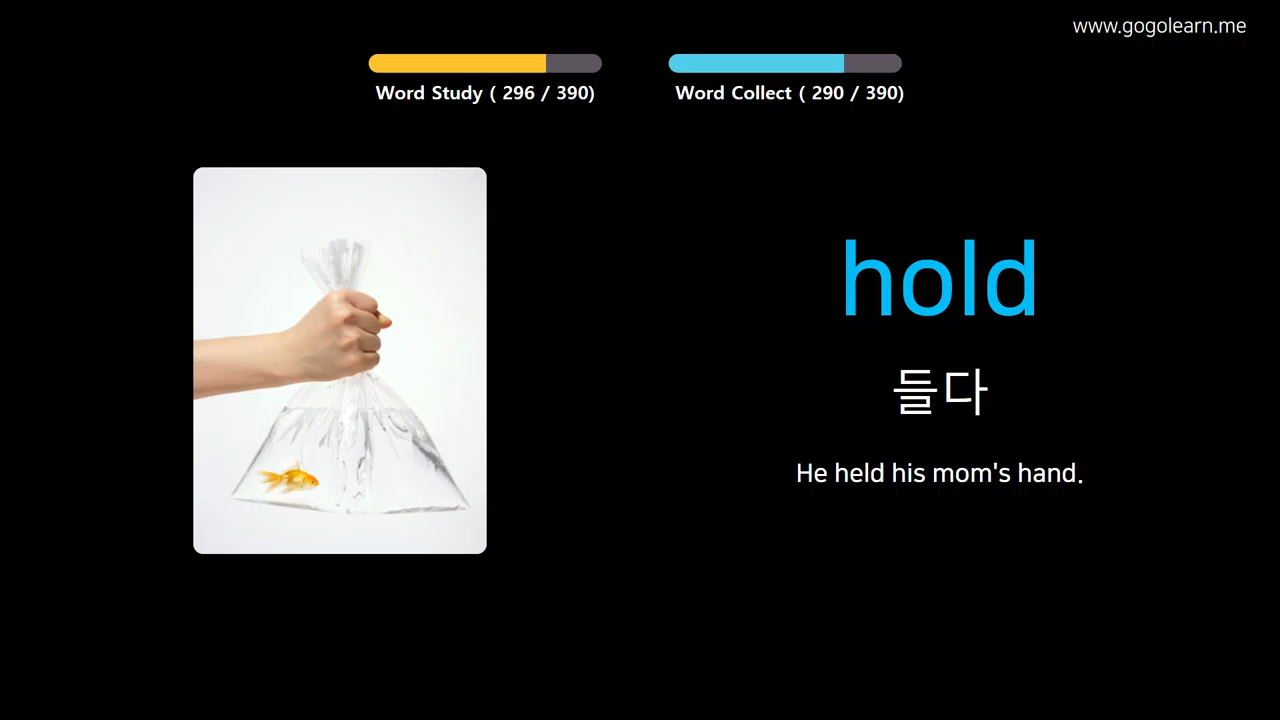 www.gogolearn.me
Word Study ( 296 / 390)
Word Collect ( 290 / 390)
hold
들다
He held his mom's hand.